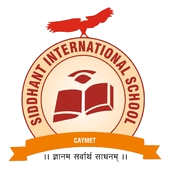 SIDDHANT INTERNATIONAL SCHOOL
CAYMET
।। ज्ञानम सर्वार्थ साधनम् ।।